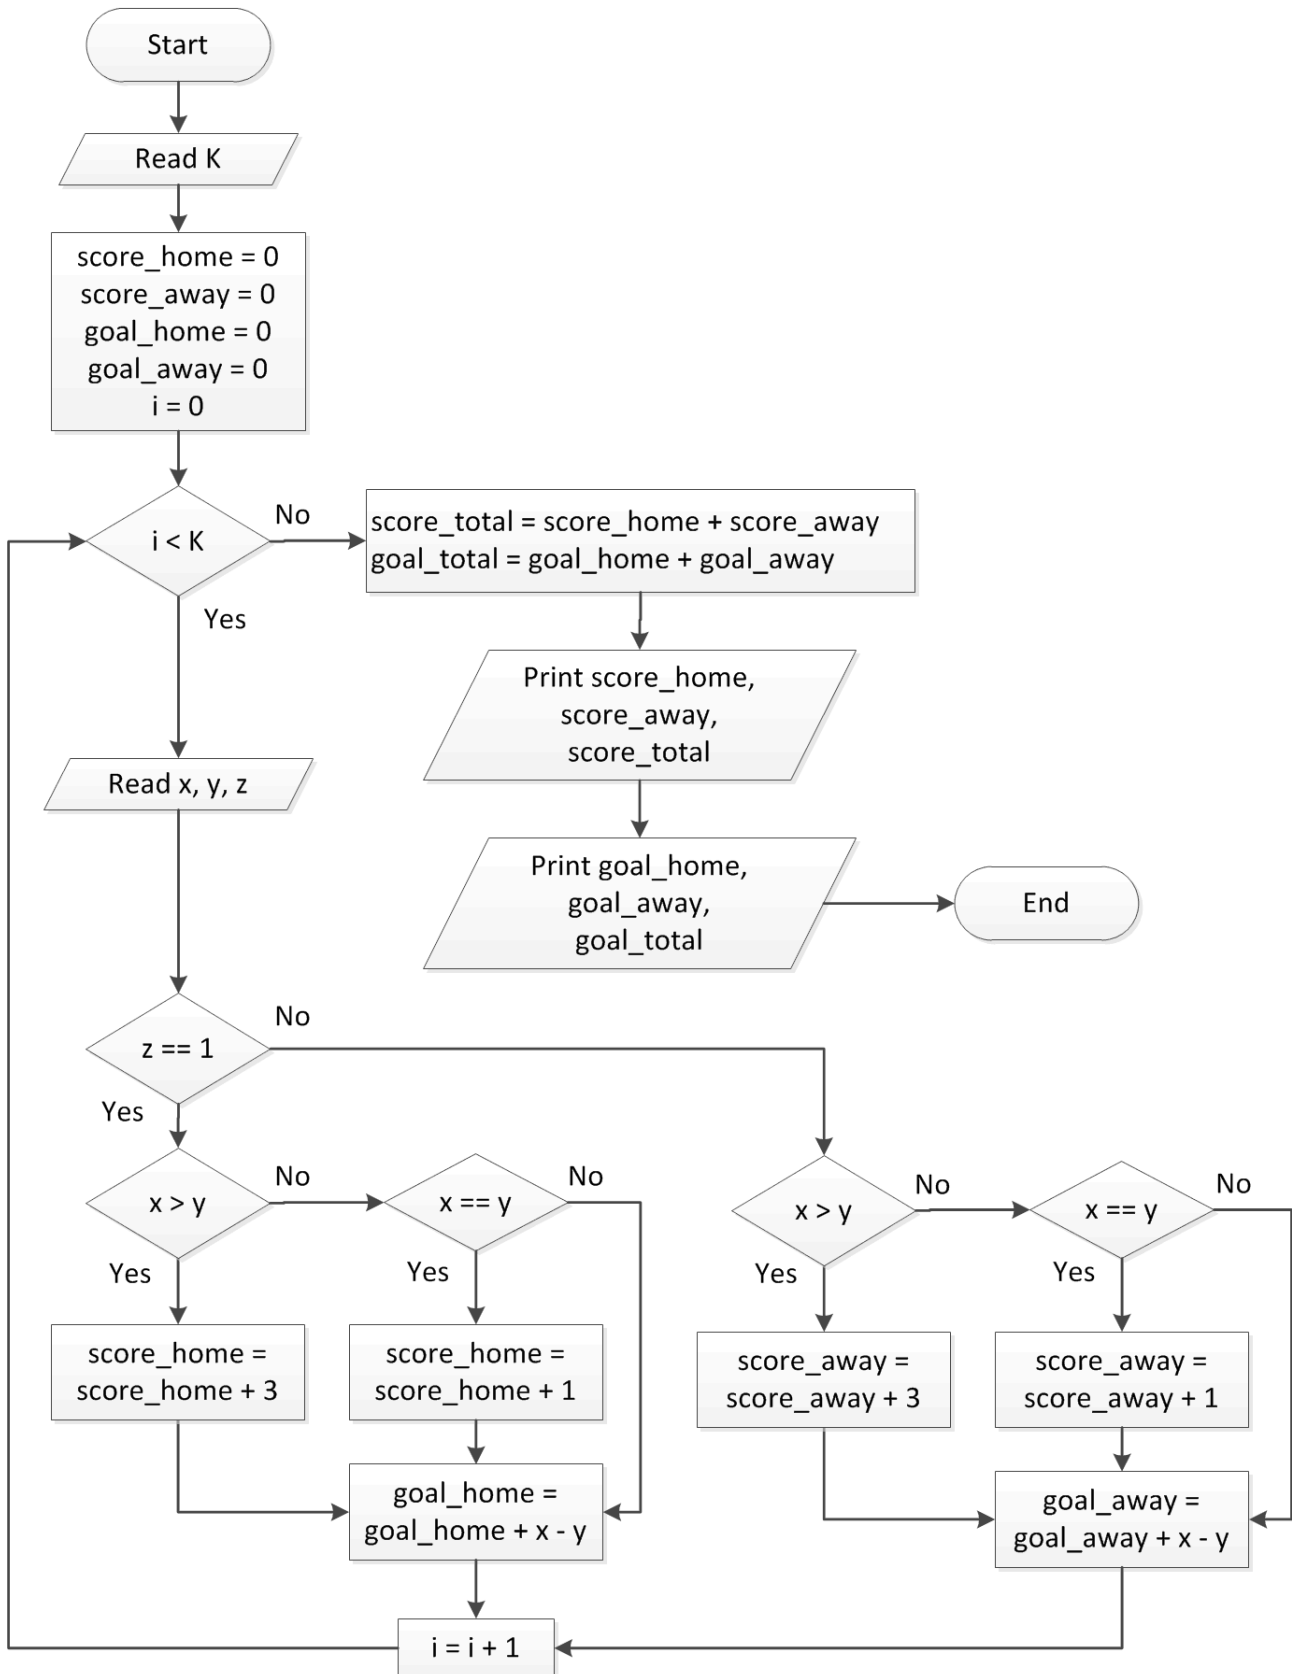 Start
Read K
score_home = 0
score_away = 0
goal_home = 0
goal_away = 0
i = 0
i < K
No
Yes
score_total = score_home + score_away
goal_total = goal_home + goal_away
Print score_home,
score_away,
score_total
Read x, y, z
Print goal_home,
goal_away,
goal_total
End
z == 1
No
Yes
x > y
No
Yes
x == y
No
Yes
x > y
No
Yes
x == y
No
Yes
score_home =
score_home + 3
score_home =
score_home + 1
score_away =
score_away + 3
score_away =
score_away + 1
goal_home =
goal_home + x - y
goal_away =
goal_away + x - y
i = i + 1